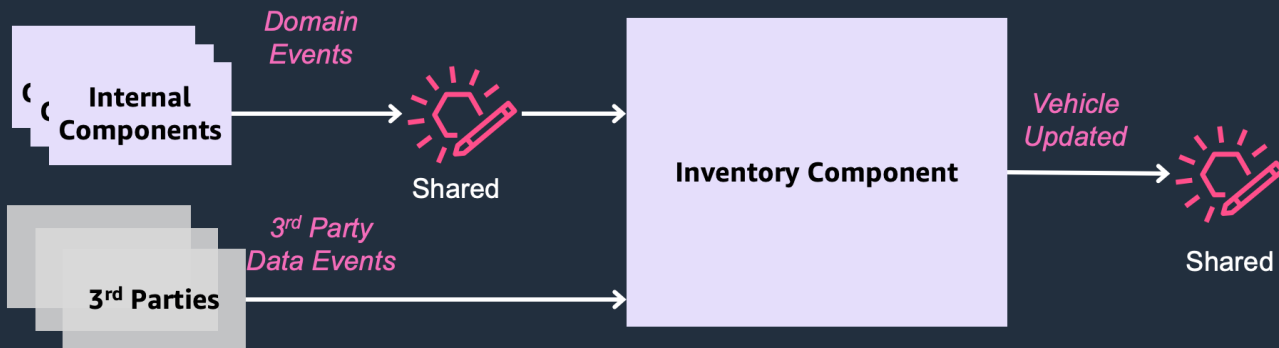 Domain
Events
Internal
Components
Shared
3rd Party
Data Events
3rd Parties
Inventory Component
Vehicle
Updated
Shared